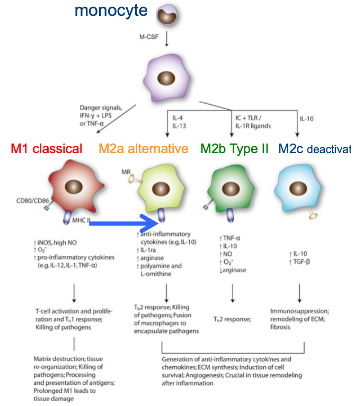 monocyte
M-CSF
Danger signals,
IFN-γ + LPS
or TNF-α
IL-4
IL-13
IC + TLR /
IL-1R ligands
IL-10
M1 classical
M2a alternative
M2b Type II
M2c deactivat
CD80/CD86
MHC II
MR
↑ iNOS, high NO
↑ O₂⁻
↑ pro-inflammatory cytokines
(e.g. IL-12, IL-1, TNF-α)
↑ anti-inflammatory
cytokines (e.g. IL-10)
↑ IL-1ra
↑ arginase
↑ polyamine and
L-ornithine
↑ TNF-α
↑ IL-10
↑ NO
↑ O₂⁻
↓arginase
↑ IL-10
↑ TGF-β
T-cell activation and prolife-
ration and Th1 response;
Killing of pathogens
Th2 response; Killing
of pathogens; Fusion
of macrophages to
encapsulate pathogens
Th2 response;
Immunosuppression;
remodeling of ECM;
fibrosis
Matrix destruction; tissue
re-organization; Killing of
pathogens; Processing
and presentation of antigens;
Prolonged M1 leads to
tissue damage
Generation of anti-inflammatory cytokines and
chemokines; ECM synthesis; Induction of cell
survival; Angiogenesis; Crucial in tissue remodeling
after inflammation